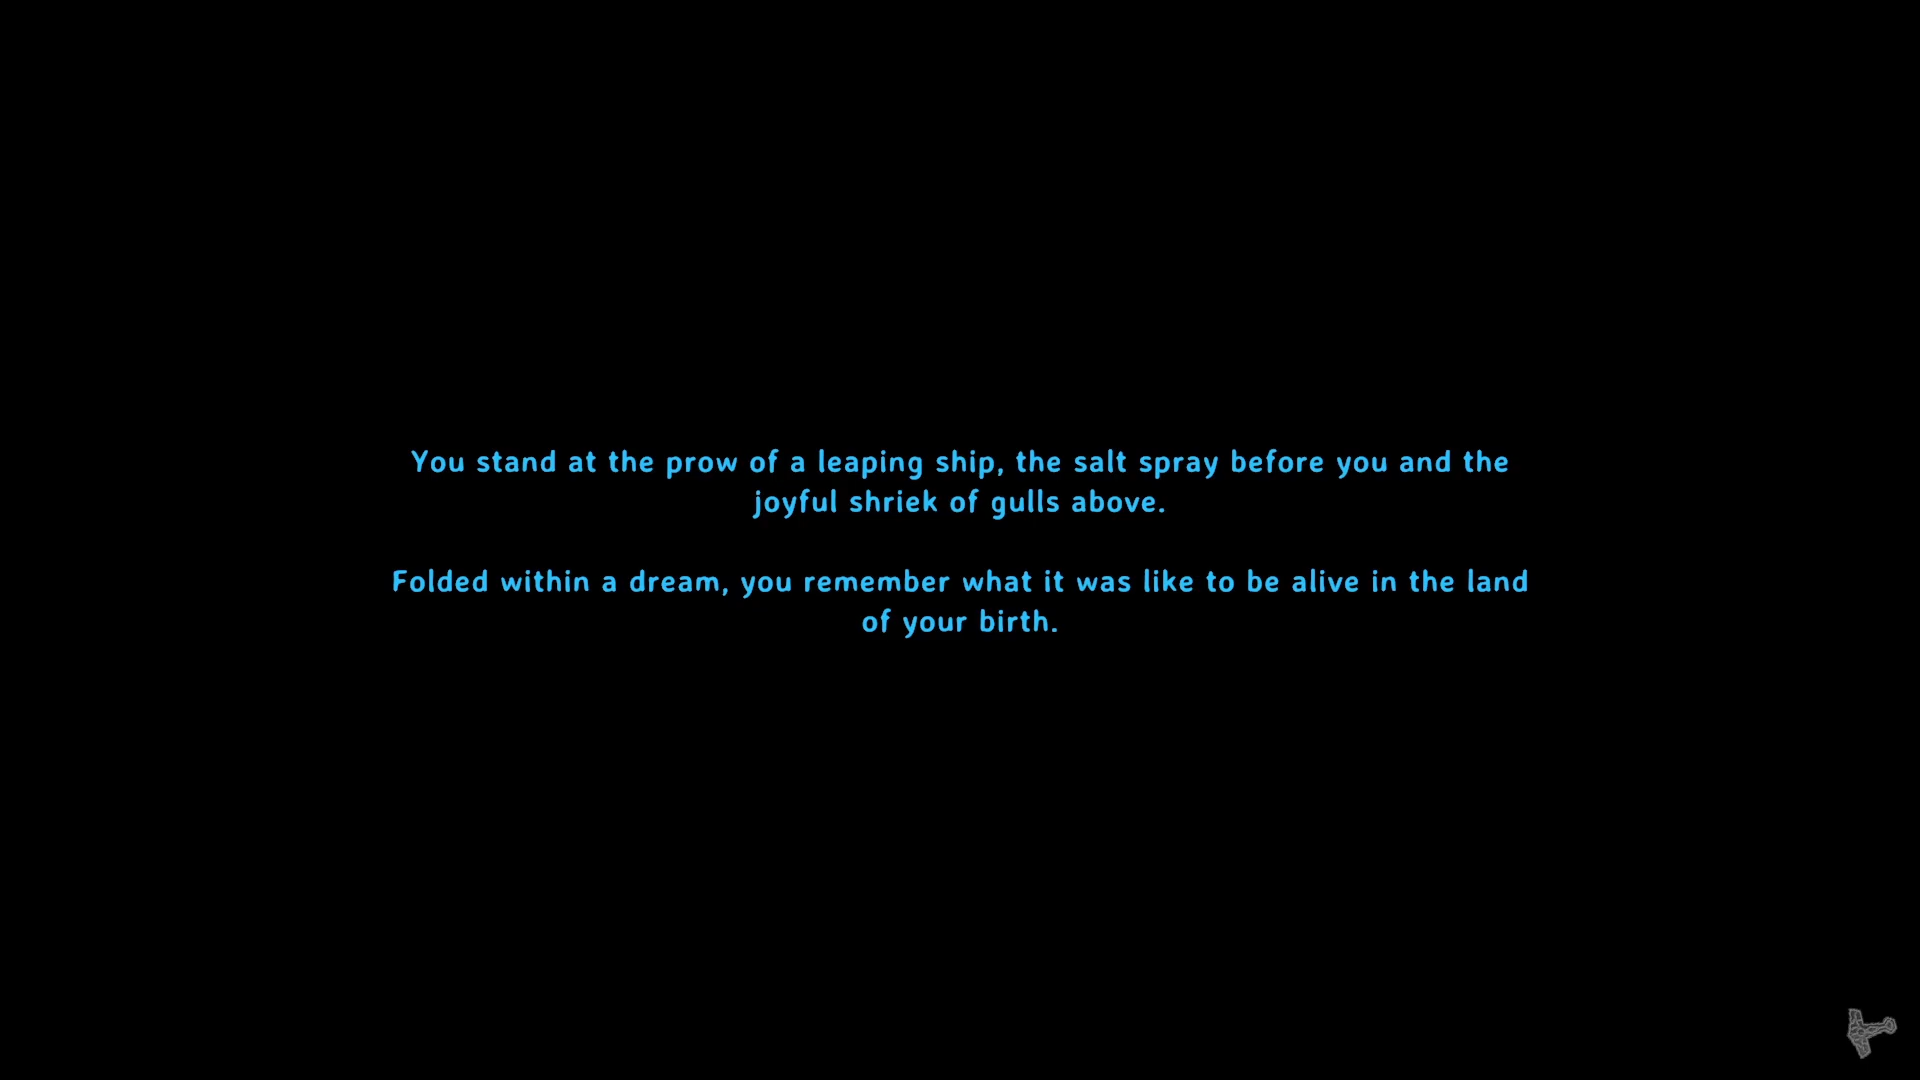 You stand at the prow of a leaping ship, the salt spray before you and the
joyful shriek of gulls above.
Folded within a dream, you remember what it was like to be alive in the land
of your birth.